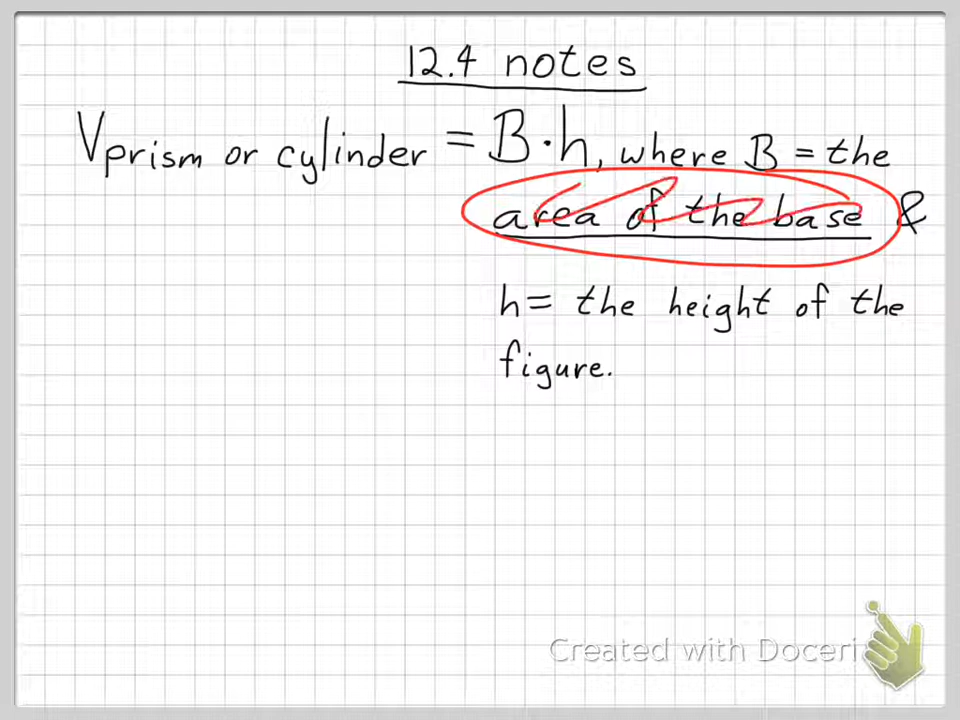 12.4 notes
Vprism or cylinder = B·h, where B = the
area of the base &
h= the height of the
figure.
Created with Doceri